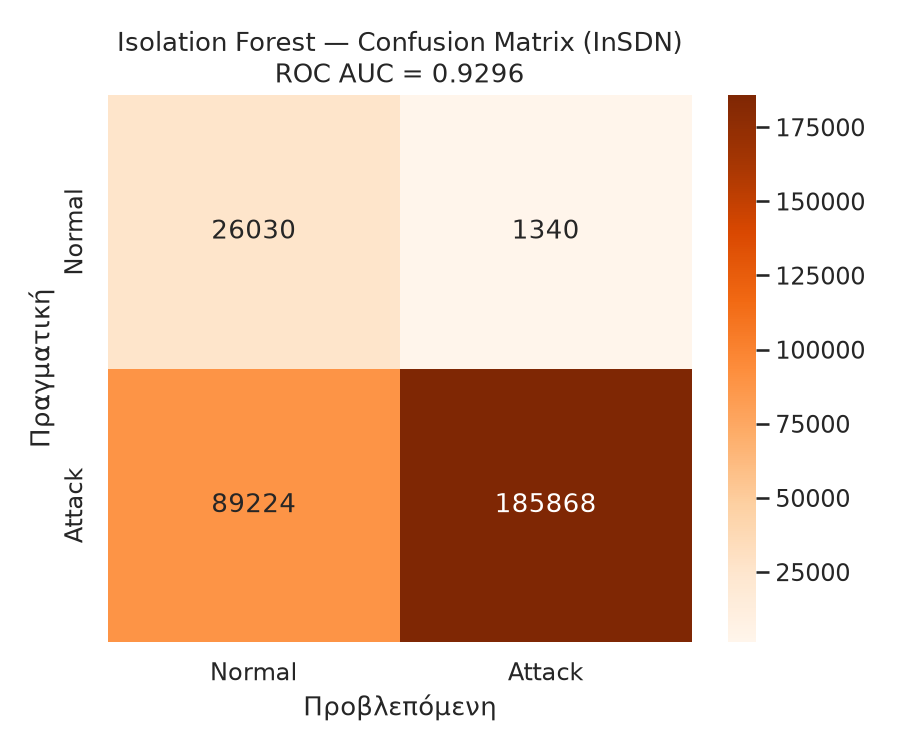 Isolation Forest — Confusion Matrix (InSDN)
ROC AUC = 0.9296
Πραγματική
Normal
Attack
26030
1340
89224
185868
Normal
Attack
Προβλεπόμενη
175000
150000
125000
100000
75000
50000
25000